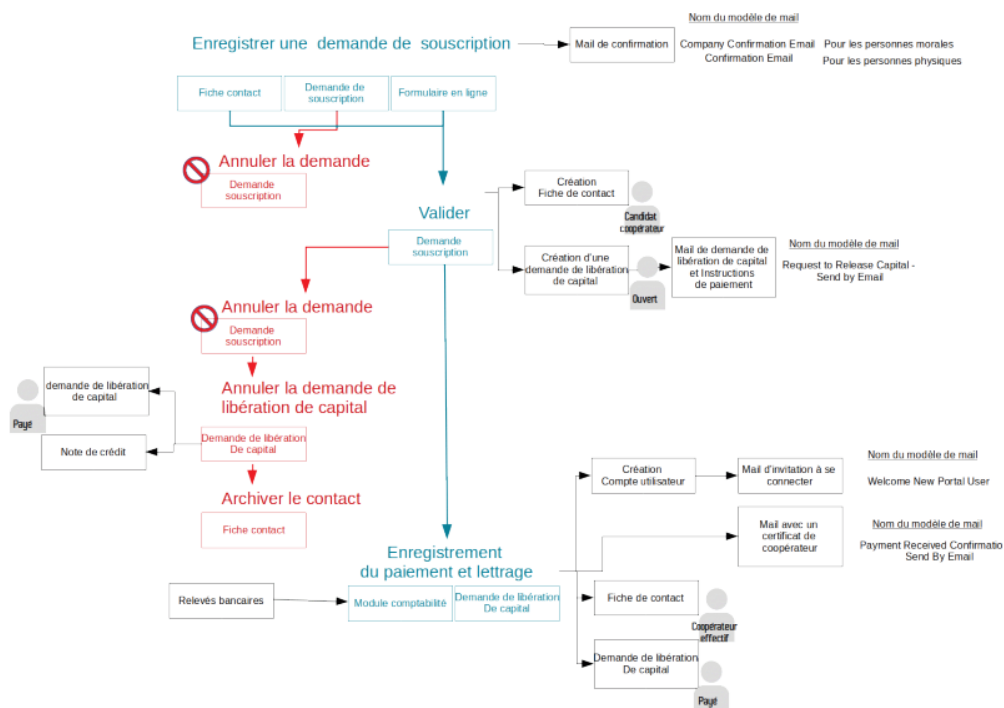 Nom du modèle de mail
Enregistrer une demande de souscription
Mail de confirmation
Company Confirmation Email
Pour les personnes morales
Confirmation Email
Pour les personnes physiques
Fiche contact
Demande de
souscription
Formulaire en ligne
Annuler la demande
Demande
souscription
Création
Fiche de contact
Candidat
coopérateur
Valider
Demande
souscription
Création d'une
demande de libération
de capital
Ouvert
Mail de demande de
libération de capital
et Instructions
de paiement
Nom du modèle de mail
Request to Release Capital -
Send by Email
Annuler la demande
Demande
souscription
Annuler la demande de
libération de capital
demande de libération
de capital
Payé
Note de crédit
Demande de libération
De capital
Archiver le contact
Fiche contact
Création
Compte utilisateur
Mail d'invitation à se
connecter
Nom du modèle de mail
Welcome New Portal User
Mail avec un
certificat de
coopérateur
Nom du modèle de mail
Payment Received Confirmatio
Send By Email
Enregistrement
du paiement et lettrage
Relevés bancaires
Module comptabilité
Demande de libération
De capital
Fiche de contact
Coopérateur
effectif
Demande de libération
De capital
Payé